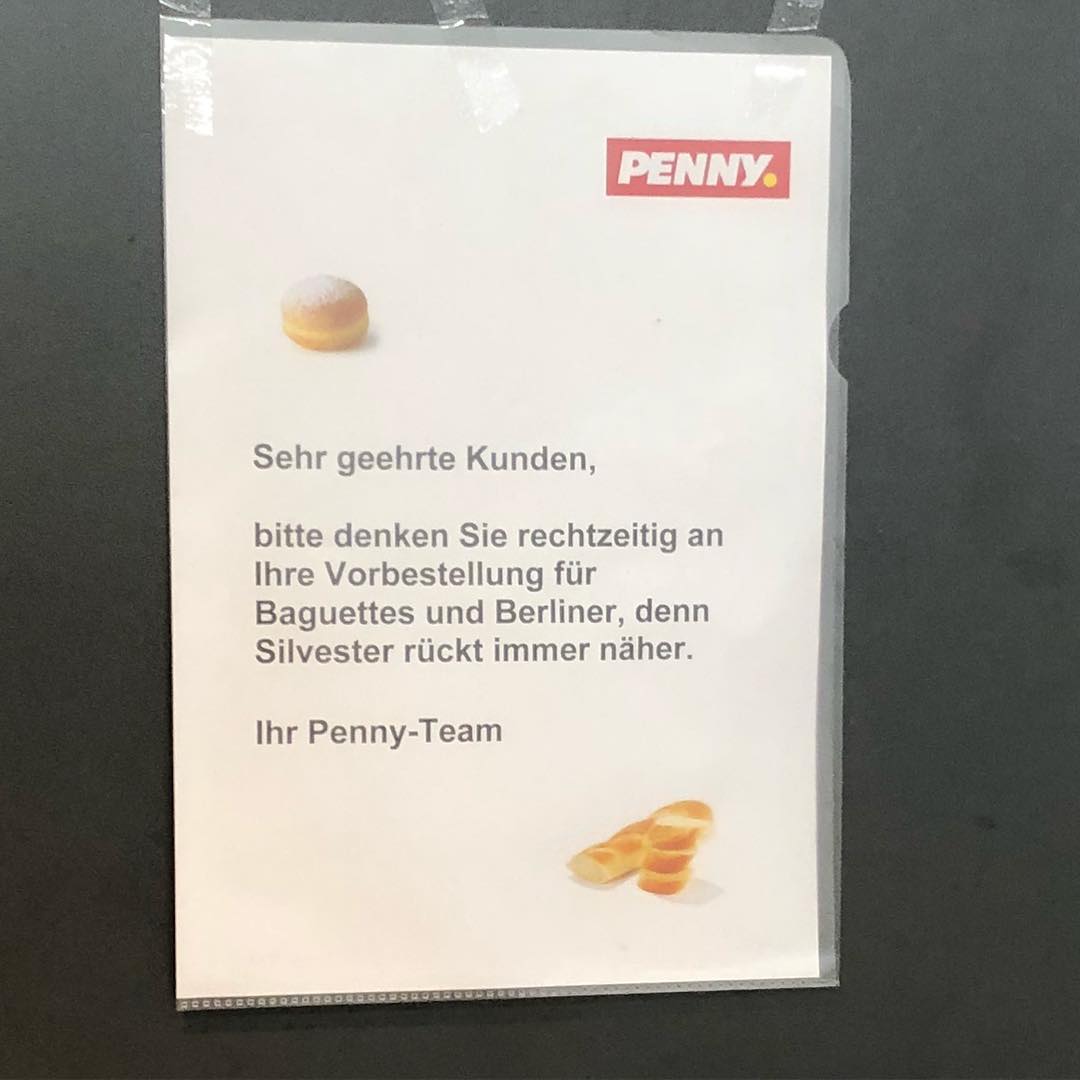 PENNY.
Sehr geehrte Kunden,
bitte denken Sie rechtzeitig an
Ihre Vorbestellung für
Baguettes und Berliner, denn
Silvester rückt immer näher.
Ihr Penny-Team